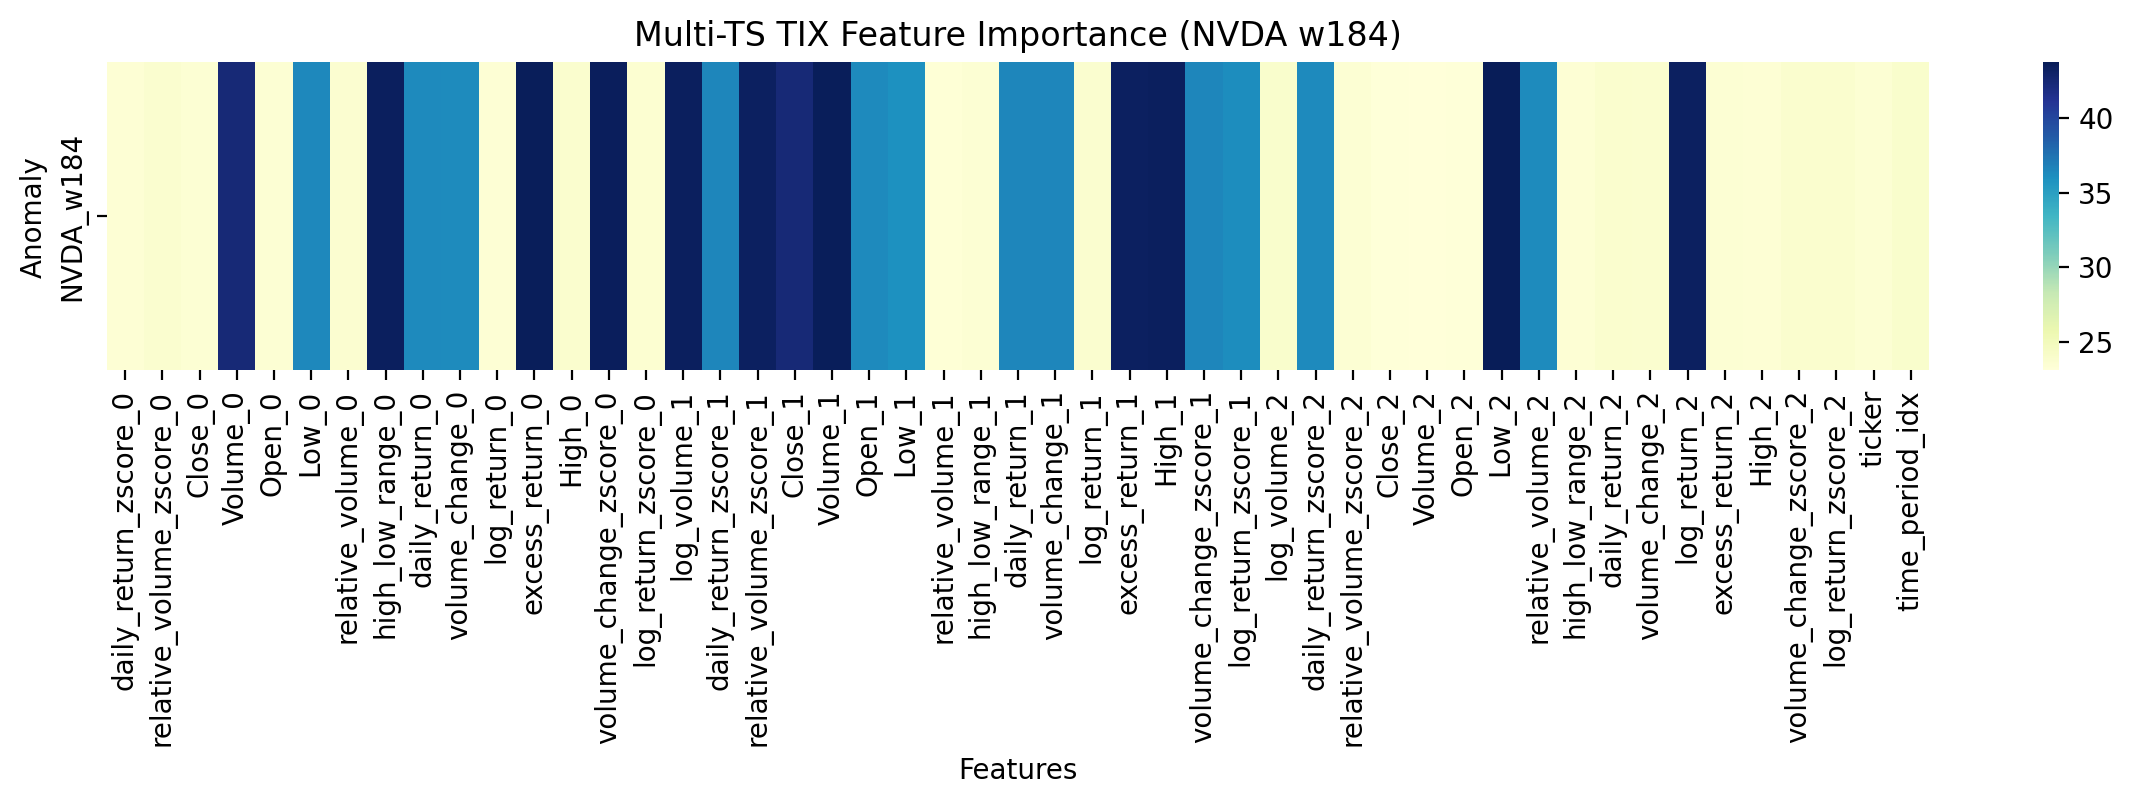 Multi-TS TIX Feature Importance (NVDA w184)
Anomaly
NVDA_w184
40
35
30
25
daily_return_zscore_0
relative_volume_zscore_0
Close_0
Volume_0
Open_0
Low_0
relative_volume_0
high_low_range_0
daily_return_0
volume_change_0
log_return_0
excess_return_0
High_0
volume_change_zscore_0
log_return_zscore_0
log_volume_1
daily_return_zscore_1
relative_volume_zscore_1
Close_1
Volume_1
Open_1
Low_1
relative_volume_1
high_low_range_1
daily_return_1
volume_change_1
log_return_1
excess_return_1
High_1
volume_change_zscore_1
log_return_zscore_1
log_volume_2
daily_return_zscore_2
relative_volume_zscore_2
Close_2
Volume_2
Open_2
Low_2
relative_volume_2
high_low_range_2
daily_return_2
volume_change_2
log_return_2
excess_return_2
High_2
volume_change_zscore_2
log_return_zscore_2
ticker
time_period_idx
Features